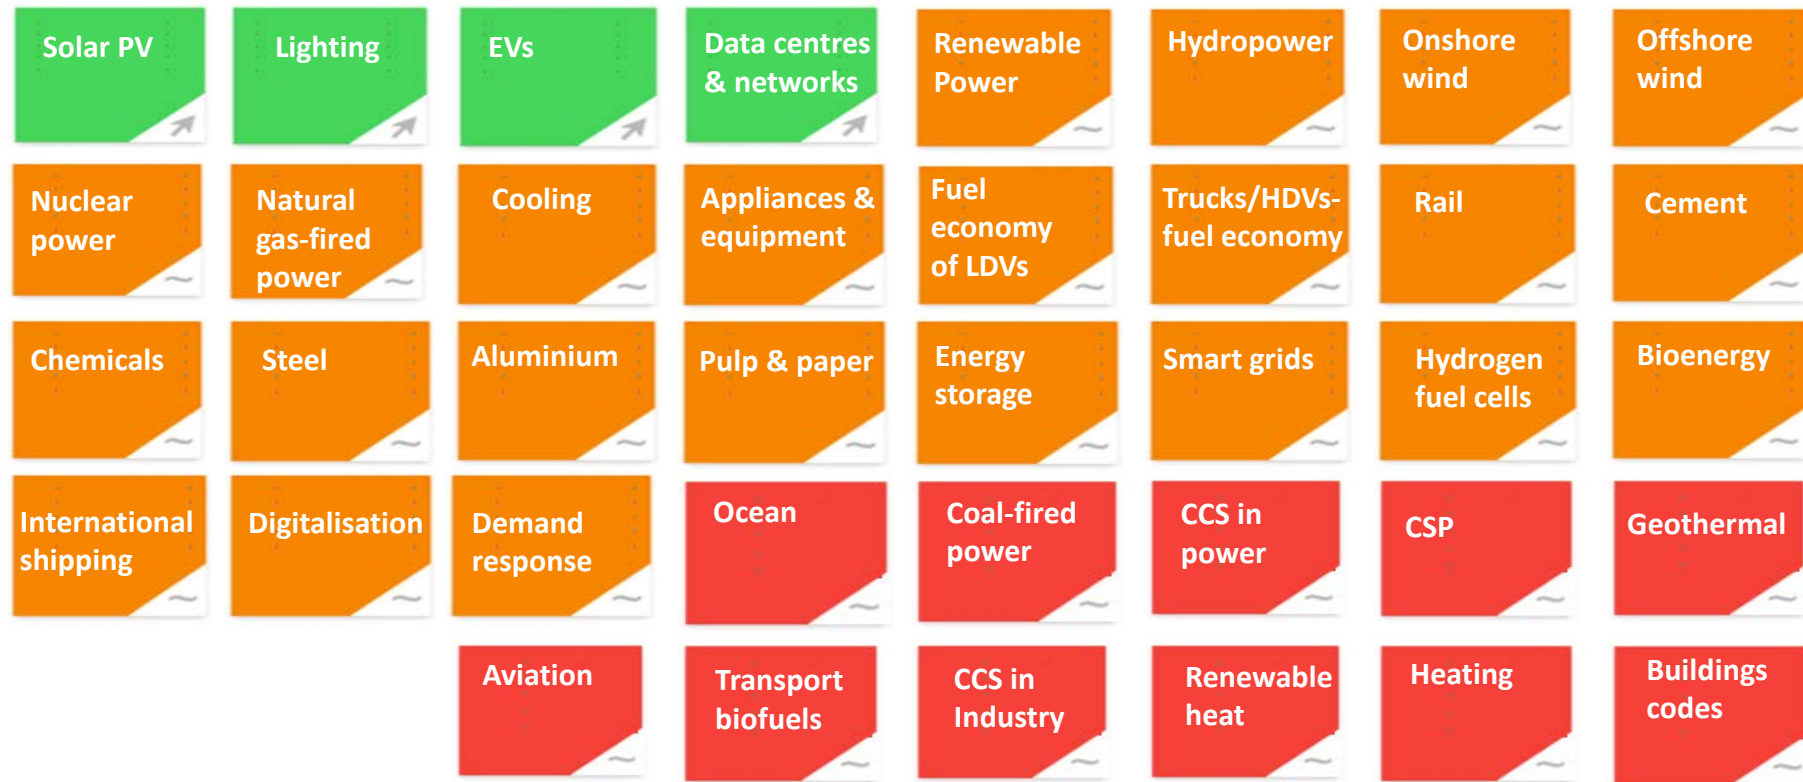 Solar PV
Lighting
EVs
Data centres
& networks
Renewable
Power
Hydropower
Onshore
wind
Offshore
wind
Nuclear
power
Natural
gas-fired
power
Cooling
Appliances &
equipment
Fuel
economy
of LDVs
Trucks/HDVs-
fuel economy
Rail
Cement
Chemicals
Steel
Aluminium
Pulp & paper
Energy
storage
Smart grids
Hydrogen
fuel cells
Bioenergy
International
shipping
Digitalisation
Demand
response
Ocean
Coal-fired
power
CCS in
power
CSP
Geothermal
Aviation
Transport
biofuels
CCS in
Industry
Renewable
heat
Heating
Buildings
codes